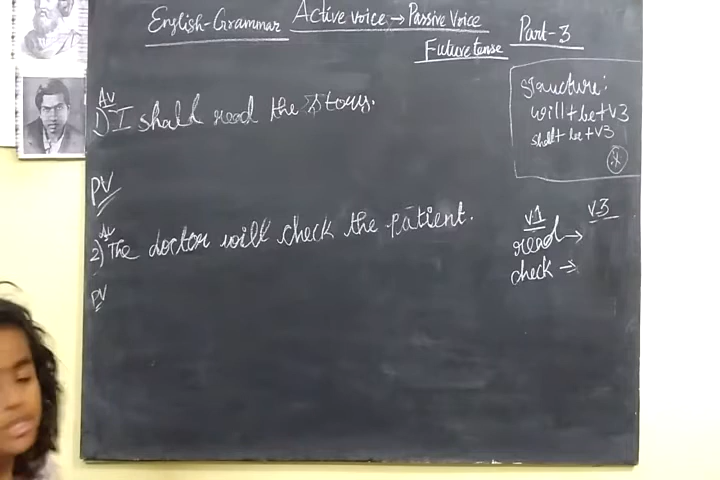 English-Grammar Active voice → Passive Voice Part-3
Future tense
Structure:
will + be + v3
shall + be + v3
AV
1) I shall read the story.
PV
AV
2) The doctor will check the patient.
PV
v1 v3
read →
check →